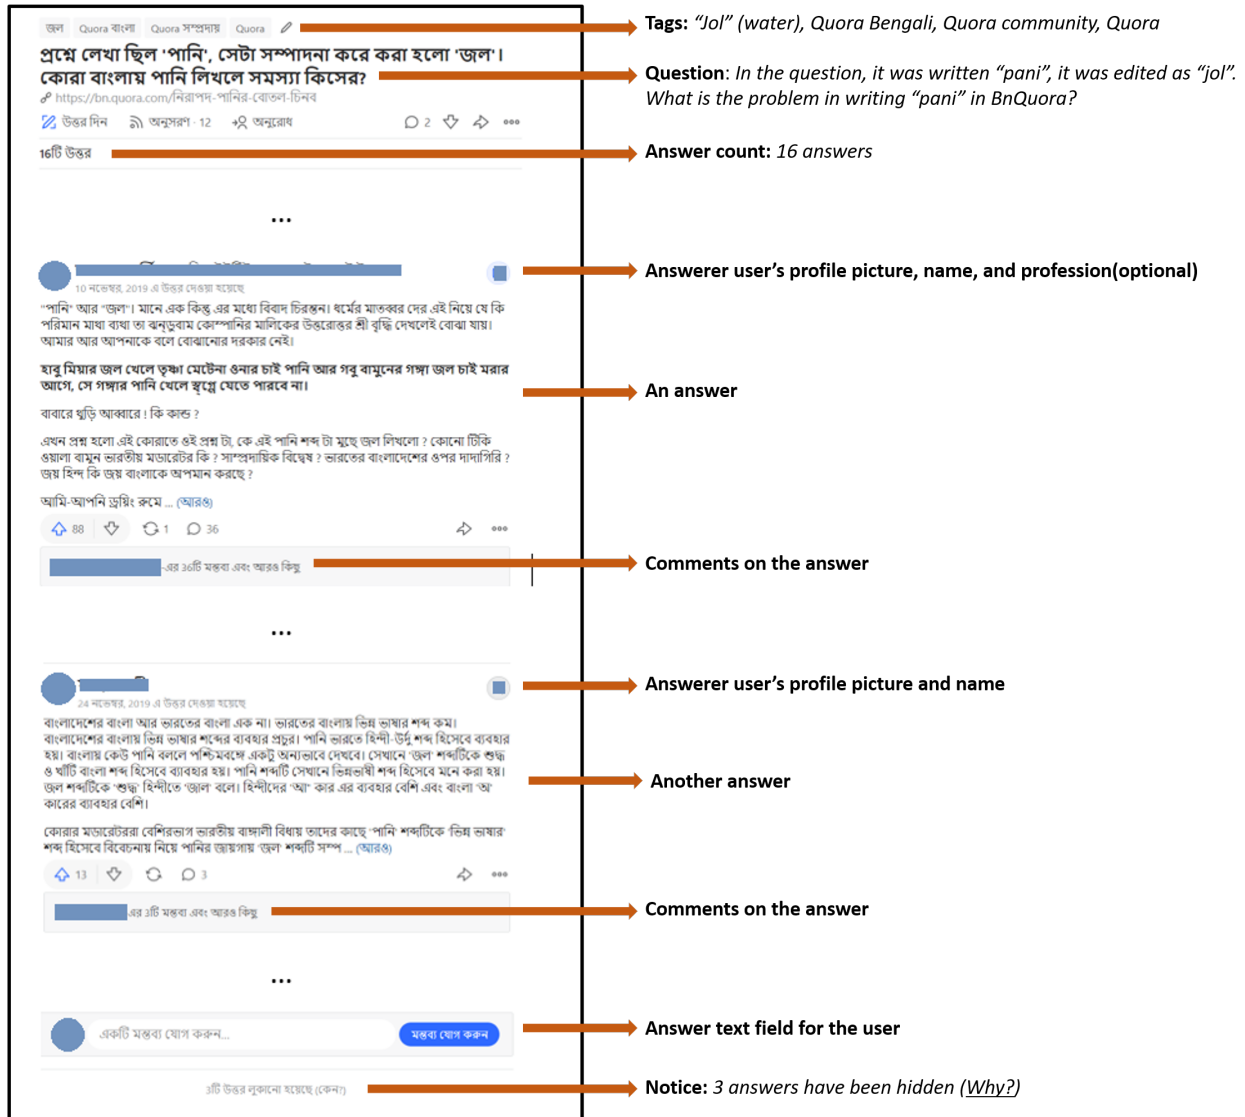 জল Quora বাংলা Quora সম্প্রদায় Quora
Tags: “Jol” (water), Quora Bengali, Quora community, Quora
প্রশ্নে লেখা ছিল 'পানি', সেটা সম্পাদনা করে করা হলো 'জল'।
কোরা বাংলায় পানি লিখলে সমস্যা কিসের?
Question: In the question, it was written “pani”, it was edited as “jol”.
What is the problem in writing “pani” in BnQuora?
https://bn.quora.com/নিরাপদ-পানির-বোতল-চিনব
উত্তর দিন অনুসরণ · 12 অনুরোধ 2
16টি উত্তর
Answer count: 16 answers
...
Answerer user’s profile picture, name, and profession(optional)
10 নভেম্বর, 2019 এ উত্তর দেওয়া হয়েছে
"পানি" আর "জল"। মানে এক কিন্তু এর মধ্যে বিবাদ চিরন্তন। ধর্মের মাতব্বর দের এই নিয়ে যে কি
পরিমান মাথা ব্যথা তা ঝন্ডুবাম কোম্পানির মালিকের উত্তরোত্তর শ্রী বৃদ্ধি দেখলেই বোঝা যায়।
আমার আর আপনাকে বলে বোঝানোর দরকার নেই।
হাবু মিয়ার জল খেলে তৃষ্ণা মেটেনা ওনার চাই পানি আর গবু বামুনের গঙ্গা জল চাই মরার
আগে, সে গঙ্গার পানি খেলে যেতে পারবে না।
An answer
বাবারে থুড়ি আব্বারে ! কি কান্ড ?
এখন প্রশ্ন হলো এই কোরাতে ওই প্রশ্ন টা, কে এই পানি শব্দ টা মুছে জল লিখলো ? কোনো টিকি
ওয়ালা বামুন ভারতীয় মডারেটর কি ? সাম্প্রদায়িক বিদ্বেষ ? ভারতের বাংলাদেশের ওপর দাদাগিরি ?
জয় হিন্দ কি জয় বাংলাকে অপমান করছে ?
আমি-আপনি ড্রয়িং রুমে ... (আরও)
88 1 36
-এর 36টি মন্তব্য এবং আরও কিছু
Comments on the answer
...
Answerer user’s profile picture and name
24 নভেম্বর, 2019 এ উত্তর দেওয়া হয়েছে
বাংলাদেশের বাংলা আর ভারতের বাংলা এক না। ভারতের বাংলায় ভিন্ন ভাষার শব্দ কম।
বাংলাদেশের বাংলায় ভিন্ন ভাষার শব্দের ব্যবহার প্রচুর। পানি ভারতে হিন্দী-উর্দু শব্দ হিসেবে ব্যবহার
হয়। বাংলায় কেউ পানি বললে পশ্চিমবঙ্গে একটু অন্যভাবে দেখবে। সেখানে 'জল' শব্দটিকে শুদ্ধ
ও খাঁটি বাংলা শব্দ হিসেবে ব্যাবহার হয়। পানি শব্দটি সেখানে ভিন্নভাষী শব্দ হিসেবে মনে করা হয়।
জল শব্দটিকে 'শুদ্ধ' হিন্দীতে 'জাল' বলে। হিন্দীদের 'আ' কার এর ব্যবহার বেশি এবং বাংলা 'অ'
কারের ব্যাবহার বেশি।
Another answer
কোরার মডারেটররা বেশিরভাগ ভারতীয় বাঙ্গালী বিধায় তাদের কাছে 'পানি' শব্দটিকে 'ভিন্ন ভাষার'
শব্দ হিসেবে বিবেচনায় নিয়ে পানির জায়গায় 'জল' শব্দটি সম্প ... (আরও)
13 3
এর 3টি মন্তব্য এবং আরও কিছু
Comments on the answer
...
একটি মন্তব্য যোগ করুন... মন্তব্য যোগ করুন
Answer text field for the user
3টি উত্তর লুকানো হয়েছে (কেন?)
Notice: 3 answers have been hidden (Why?)